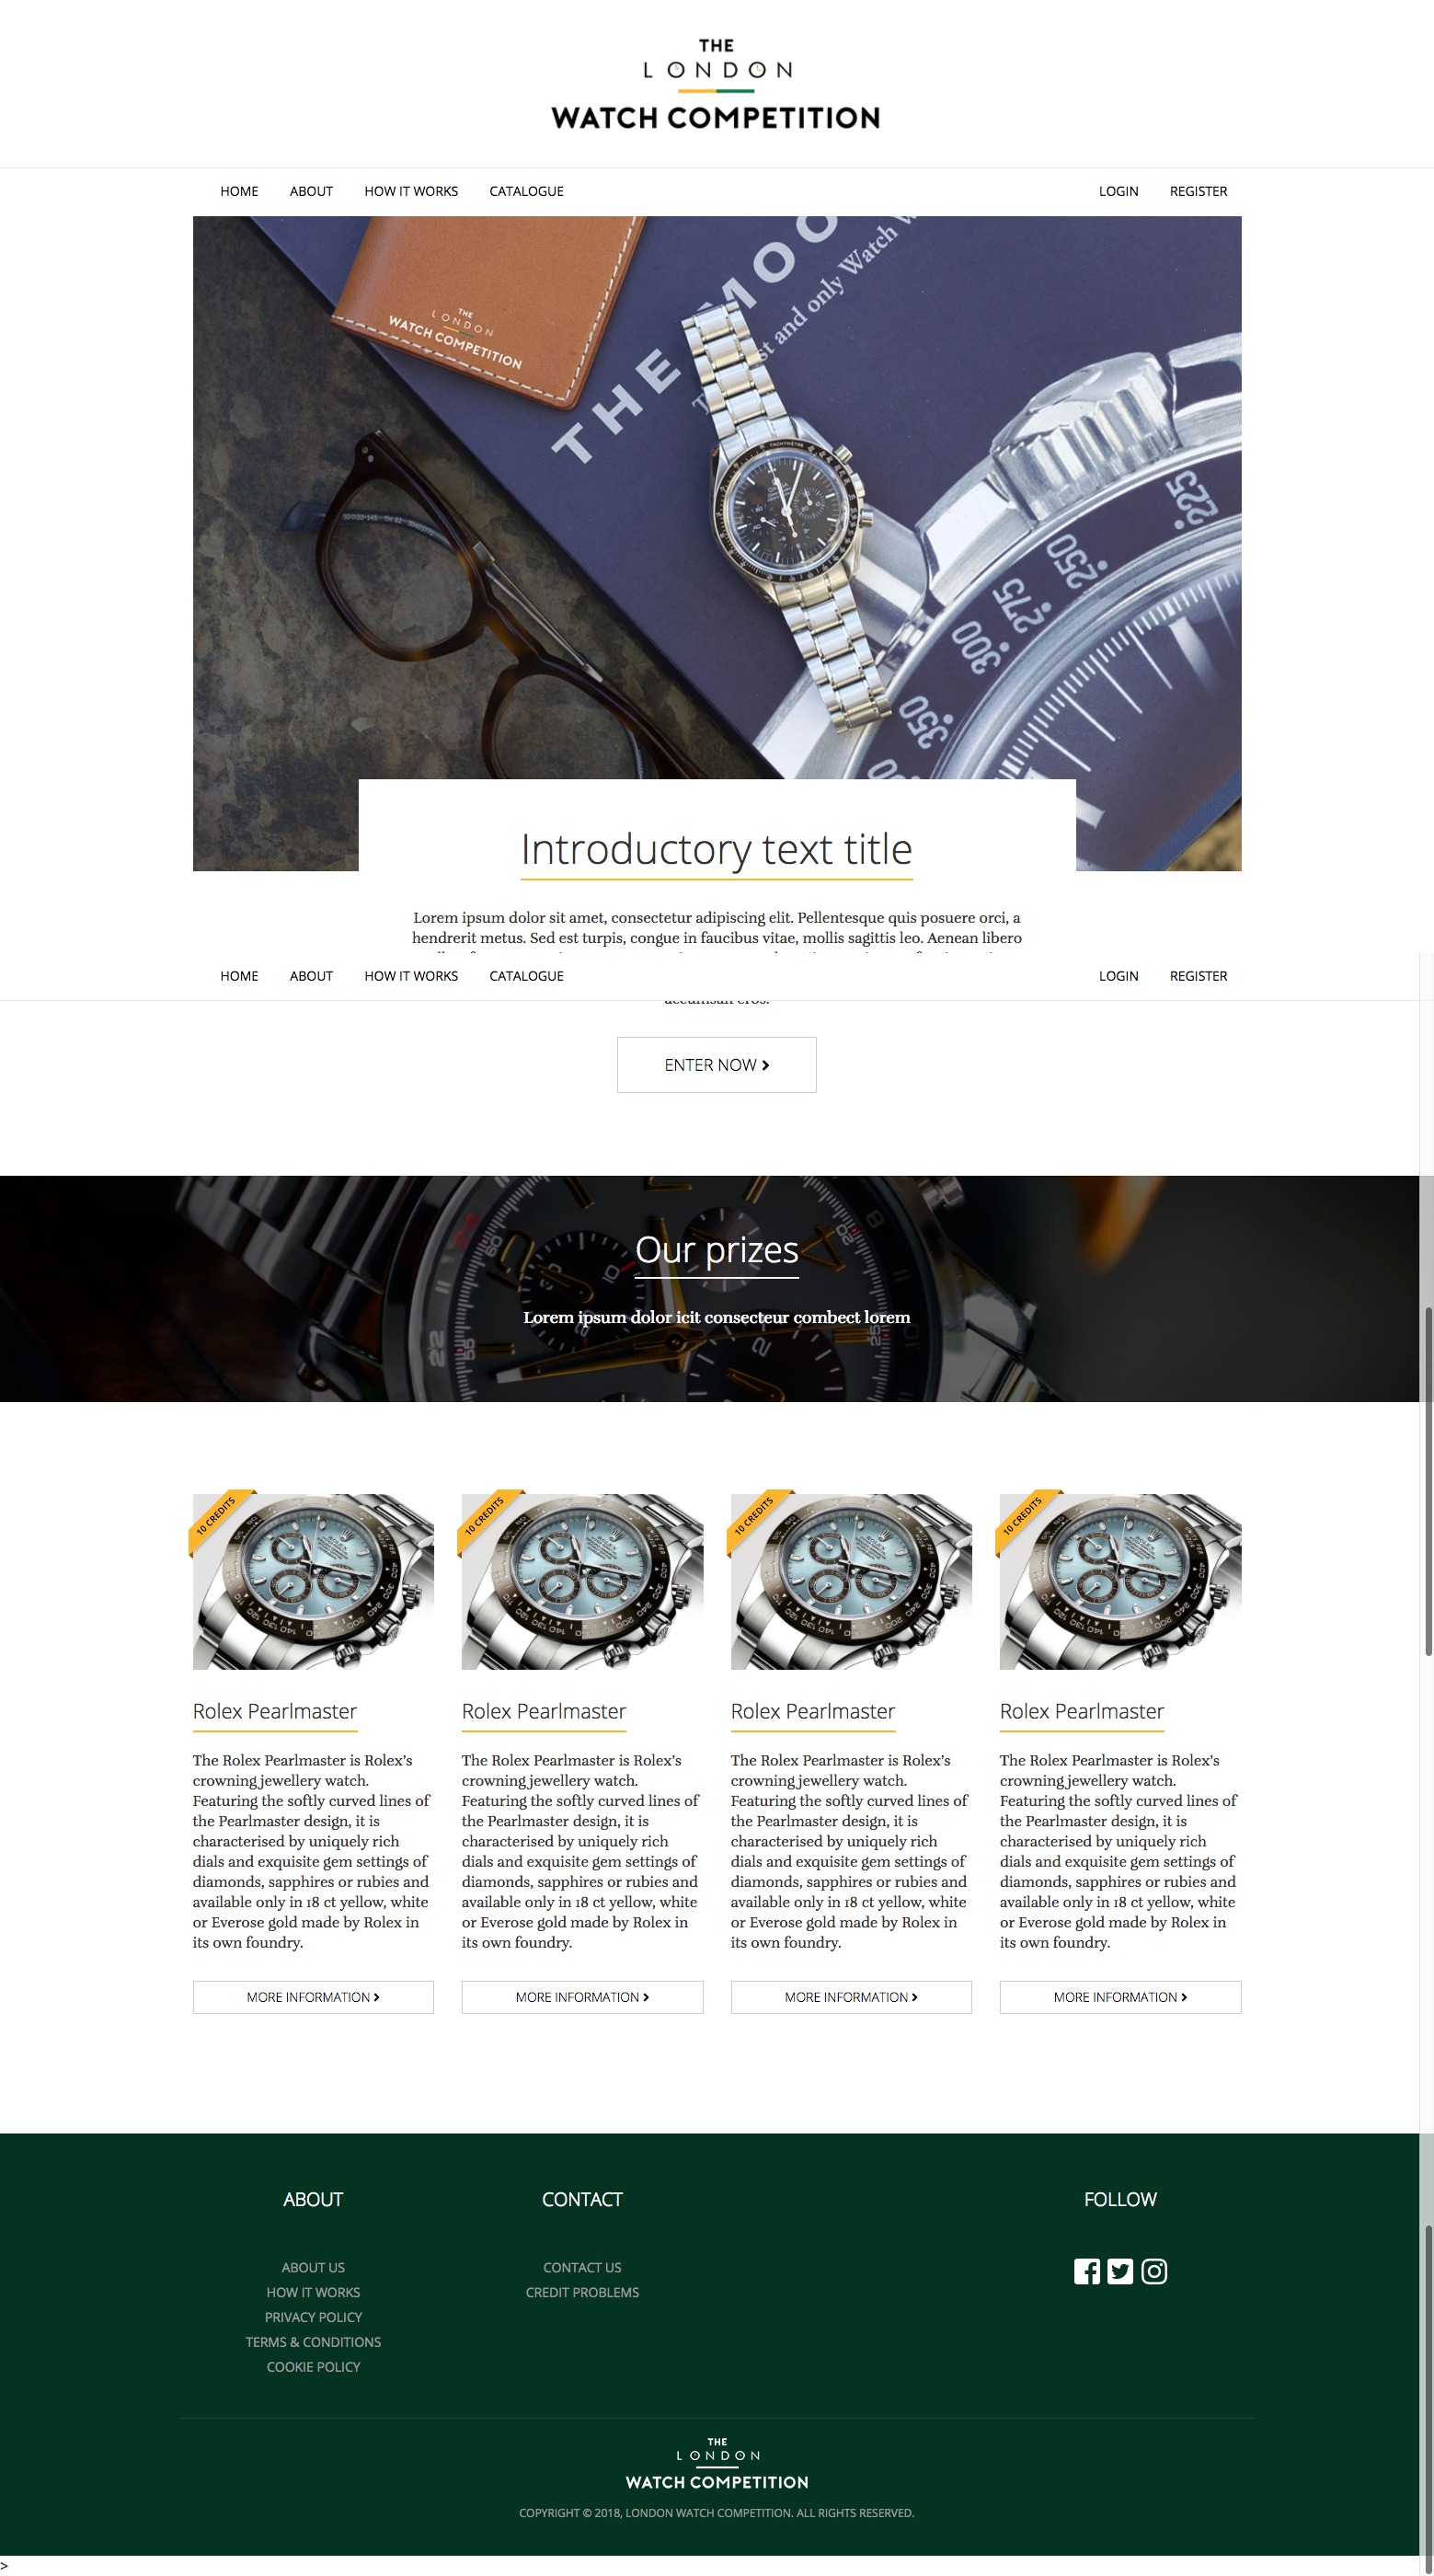 THE
LONDON
WATCH COMPETITION
HOME ABOUT HOW IT WORKS CATALOGUE LOGIN REGISTER
THE
LONDON
WATCH COMPETITION
THE MOO
st and only Watch W
TACHYMÈTRE
50□20-145 TH 82
225
250
275
300
350
Introductory text title
Lorem ipsum dolor sit amet, consectetur adipiscing elit. Pellentesque quis posuere orci, a
hendrerit metus. Sed est turpis, congue in faucibus vitae, mollis sagittis leo. Aenean libero
HOME ABOUT HOW IT WORKS CATALOGUE LOGIN REGISTER
accumsan eros.
ENTER NOW
Our prizes
Lorem ipsum dolor icit consecteur combect lorem
10 CREDITS
10 CREDITS
10 CREDITS
10 CREDITS
Rolex Pearlmaster
The Rolex Pearlmaster is Rolex’s
crowning jewellery watch.
Featuring the softly curved lines of
the Pearlmaster design, it is
characterised by uniquely rich
dials and exquisite gem settings of
diamonds, sapphires or rubies and
available only in 18 ct yellow, white
or Everose gold made by Rolex in
its own foundry.
MORE INFORMATION
Rolex Pearlmaster
The Rolex Pearlmaster is Rolex’s
crowning jewellery watch.
Featuring the softly curved lines of
the Pearlmaster design, it is
characterised by uniquely rich
dials and exquisite gem settings of
diamonds, sapphires or rubies and
available only in 18 ct yellow, white
or Everose gold made by Rolex in
its own foundry.
MORE INFORMATION
Rolex Pearlmaster
The Rolex Pearlmaster is Rolex’s
crowning jewellery watch.
Featuring the softly curved lines of
the Pearlmaster design, it is
characterised by uniquely rich
dials and exquisite gem settings of
diamonds, sapphires or rubies and
available only in 18 ct yellow, white
or Everose gold made by Rolex in
its own foundry.
MORE INFORMATION
Rolex Pearlmaster
The Rolex Pearlmaster is Rolex’s
crowning jewellery watch.
Featuring the softly curved lines of
the Pearlmaster design, it is
characterised by uniquely rich
dials and exquisite gem settings of
diamonds, sapphires or rubies and
available only in 18 ct yellow, white
or Everose gold made by Rolex in
its own foundry.
MORE INFORMATION
ABOUT
ABOUT US
HOW IT WORKS
PRIVACY POLICY
TERMS & CONDITIONS
COOKIE POLICY
CONTACT
CONTACT US
CREDIT PROBLEMS
FOLLOW
THE
LONDON
WATCH COMPETITION
COPYRIGHT © 2018, LONDON WATCH COMPETITION. ALL RIGHTS RESERVED.
>